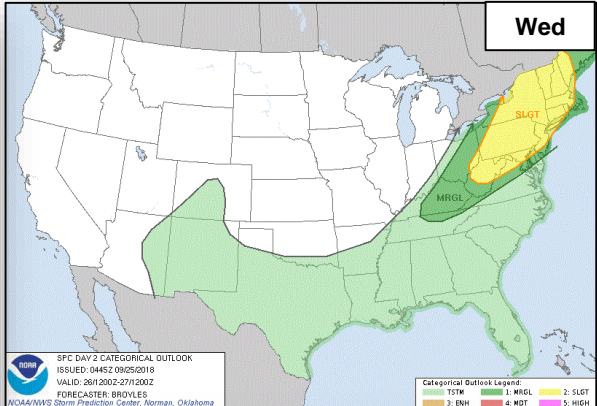 Wed
SLGT
MRGL
NOAA
SPC DAY 2 CATEGORICAL OUTLOOK
ISSUED: 0445Z 09/25/2018
VALID: 26/1200Z-27/1200Z
FORECASTER: BROYLES
NOAA/NWS Storm Prediction Center, Norman, Oklahoma
Categorical Outlook Legend:
TSTM 1: MRGL 2: SLGT
3: ENH 4: MDT 5: HIGH